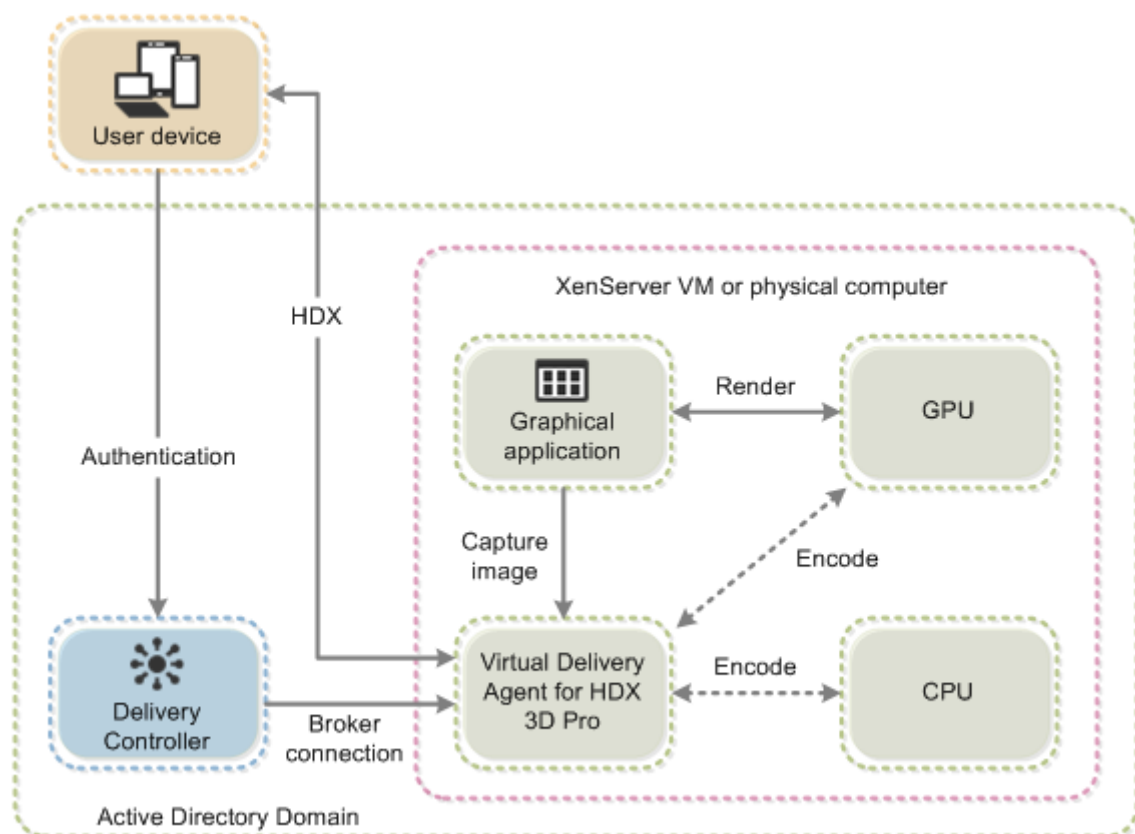 User device
XenServer VM or physical computer
HDX
Graphical
application
Render
GPU
Authentication
Capture
image
Encode
Delivery
Controller
Broker
connection
Virtual Delivery
Agent for HDX
3D Pro
Encode
CPU
Active Directory Domain